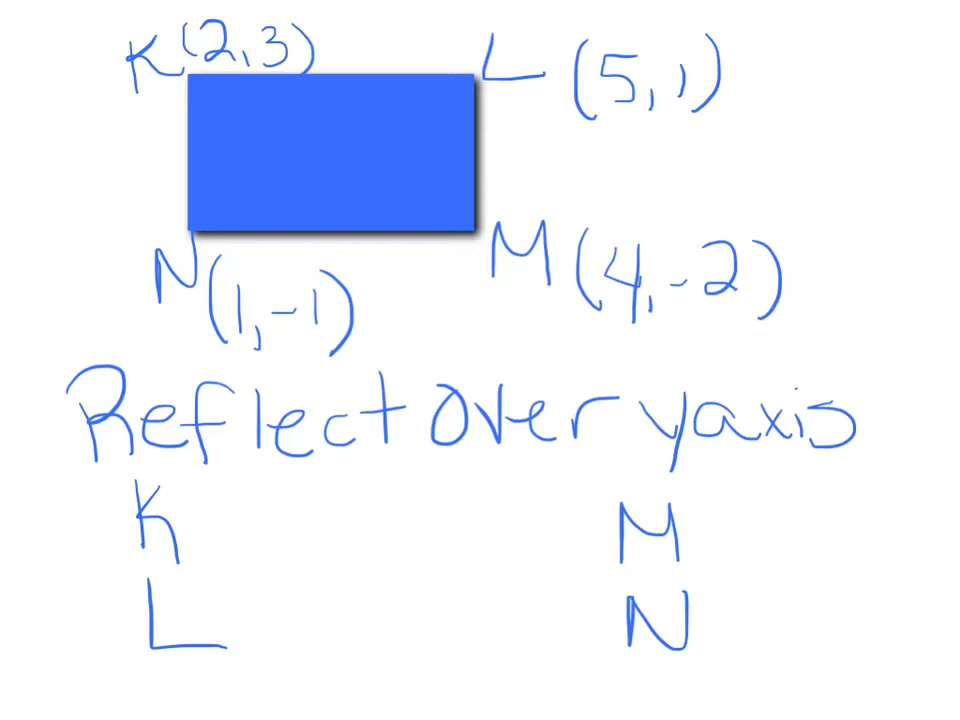 K(2,3) L (5,1)
N(1,-1) M(4,-2)
Reflect Over y axis
K M
L N